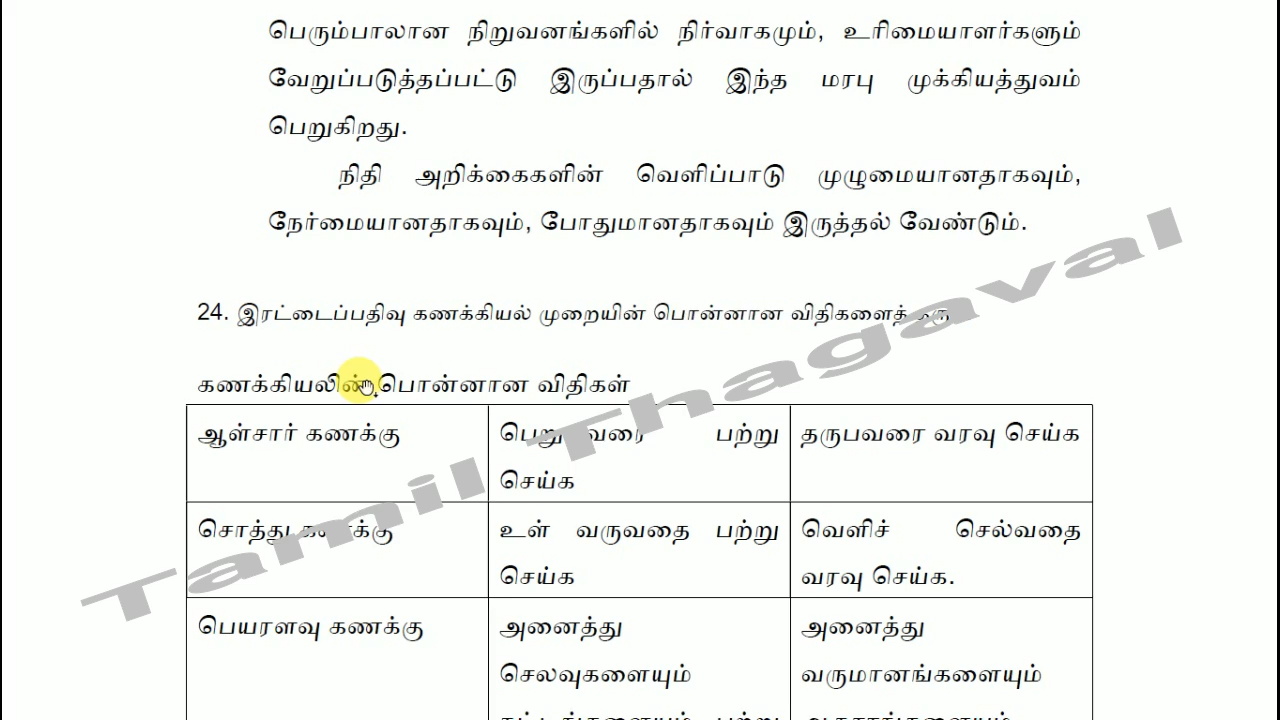 பெரும்பாலான நிறுவனங்களில் நிர்வாகமும், உரிமையாளர்களும்
வேறுப்படுத்தப்பட்டு இருப்பதால் இந்த மரபு முக்கியத்துவம்
பெறுகிறது.
நிதி அறிக்கைகளின் வெளிப்பாடு முழுமையானதாகவும்,
நேர்மையானதாகவும், போதுமானதாகவும் இருத்தல் வேண்டும்.
24. இரட்டைப்பதிவு கணக்கியல் முறையின் பொன்னான விதிகளைத் தரு
கணக்கியலின் பொன்னான விதிகள்
ஆள்சார் கணக்கு
பெறுபவரை பற்று
செய்க
தருபவரை வரவு செய்க
சொத்து கணக்கு
உள் வருவதை பற்று
செய்க
வெளிச் செல்வதை
வரவு செய்க.
பெயரளவு கணக்கு
அனைத்து
செலவுகளையும்
அனைத்து
வருமானங்களையும்
Tamil Thagaval